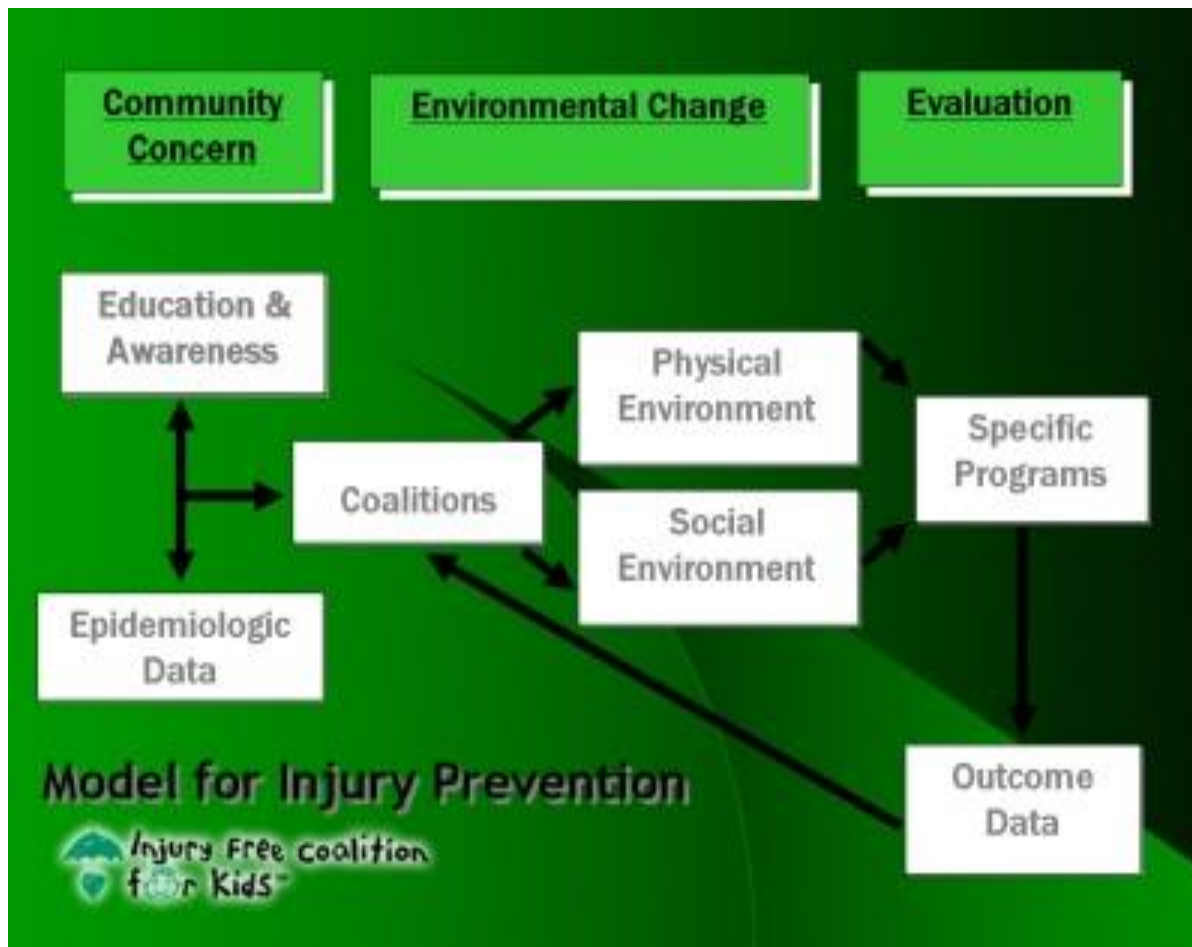 Community
Concern
Environmental Change
Evaluation
Education &
Awareness
Physical
Environment
Specific
Programs
Coalitions
Social
Environment
Epidemiologic
Data
Outcome
Data
Model for Injury Prevention
Injury Free Coalition
for Kids™